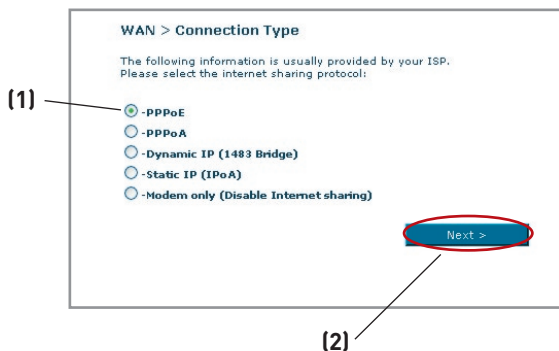 WAN > Connection Type
The following information is usually provided by your ISP.
Please select the internet sharing protocol:
(1)
-PPPoE
-PPPoA
-Dynamic IP (1483 Bridge)
-Static IP (IPoA)
-Modem only (Disable Internet sharing)
Next >
(2)